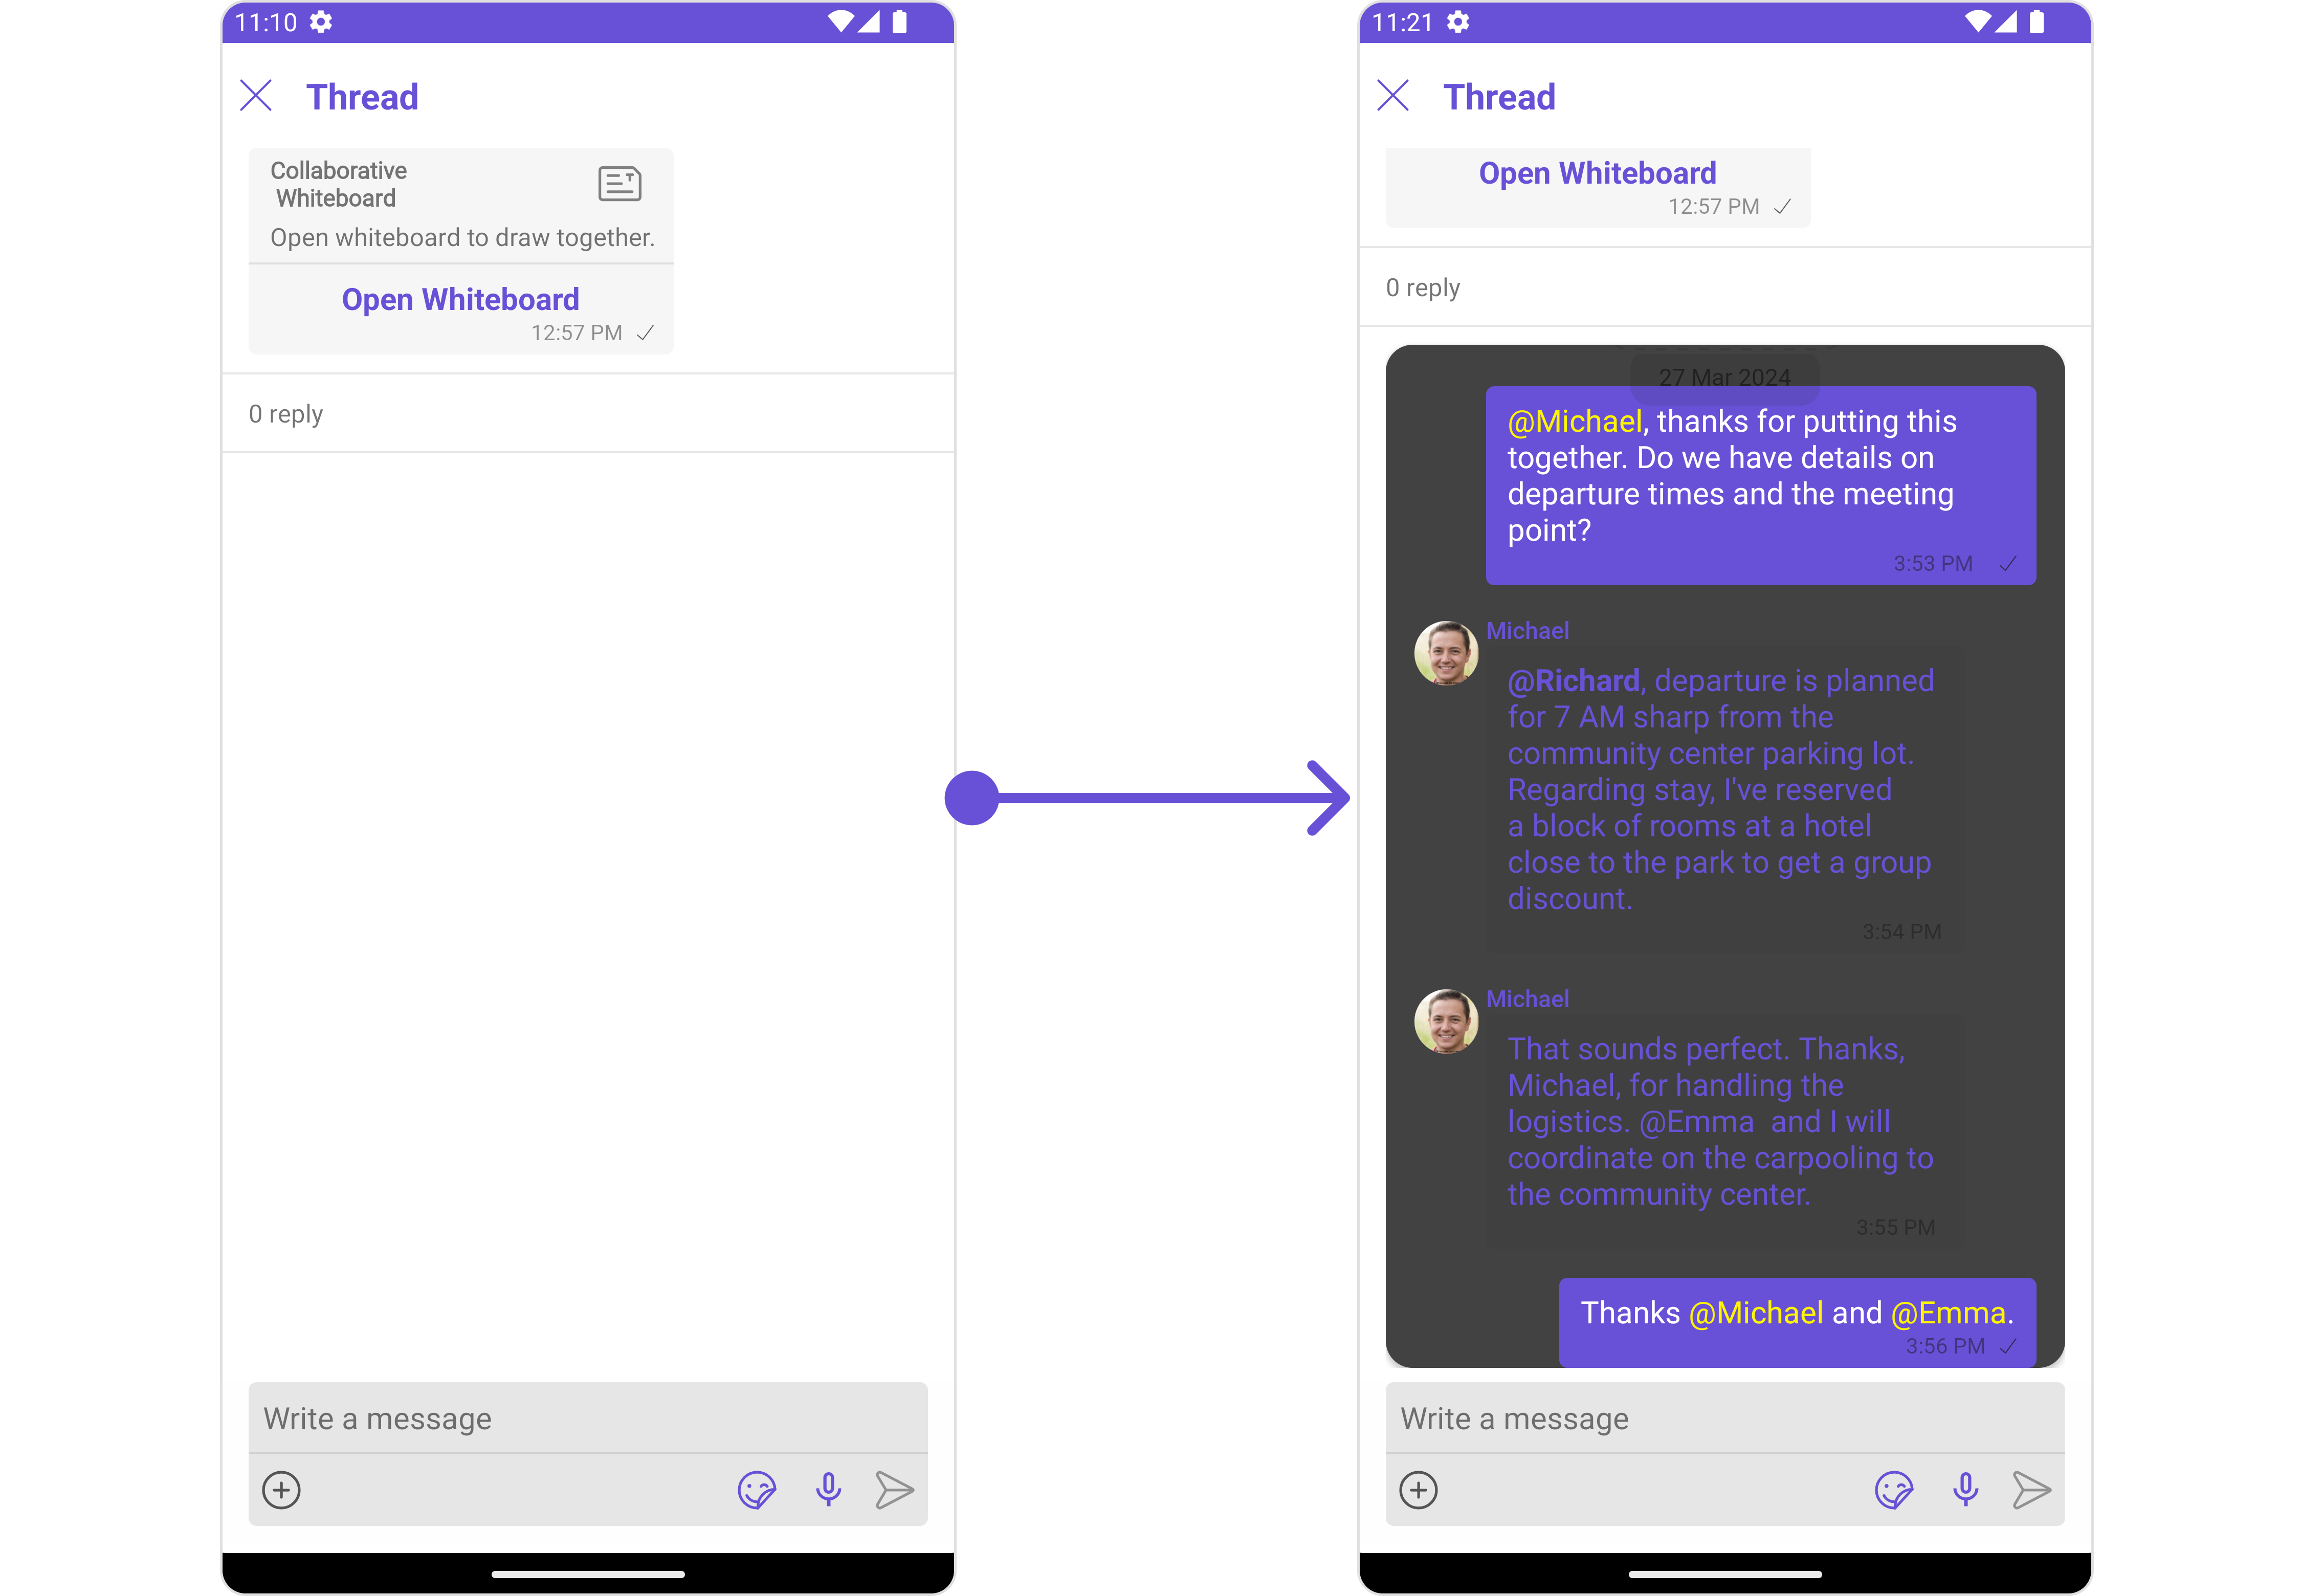 11:10
Thread
Collaborative
Whiteboard
Open whiteboard to draw together.
Open Whiteboard
12:57 PM
0 reply
Write a message
11:21
Thread
Open Whiteboard
12:57 PM
0 reply
27 Mar 2024
@Michael, thanks for putting this
together. Do we have details on
departure times and the meeting
point?
3:53 PM
Michael
@Richard, departure is planned
for 7 AM sharp from the
community center parking lot.
Regarding stay, I've reserved
a block of rooms at a hotel
close to the park to get a group
discount.
3:54 PM
Michael
That sounds perfect. Thanks,
Michael, for handling the
logistics. @Emma  and I will
coordinate on the carpooling to
the community center.
3:55 PM
Thanks @Michael and @Emma.
3:56 PM
Write a message